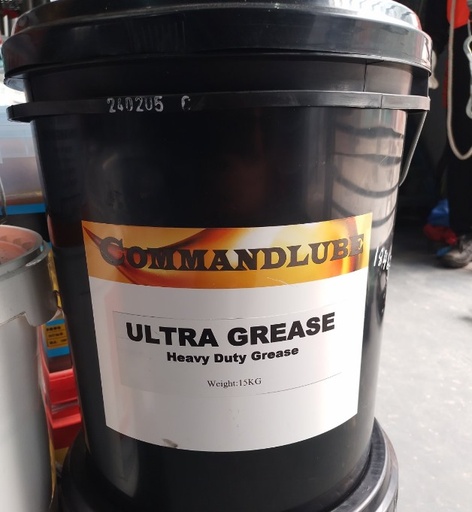 240205
COMMANDLUBE
ULTRA GREASE
Heavy Duty Grease
Weight:15KG